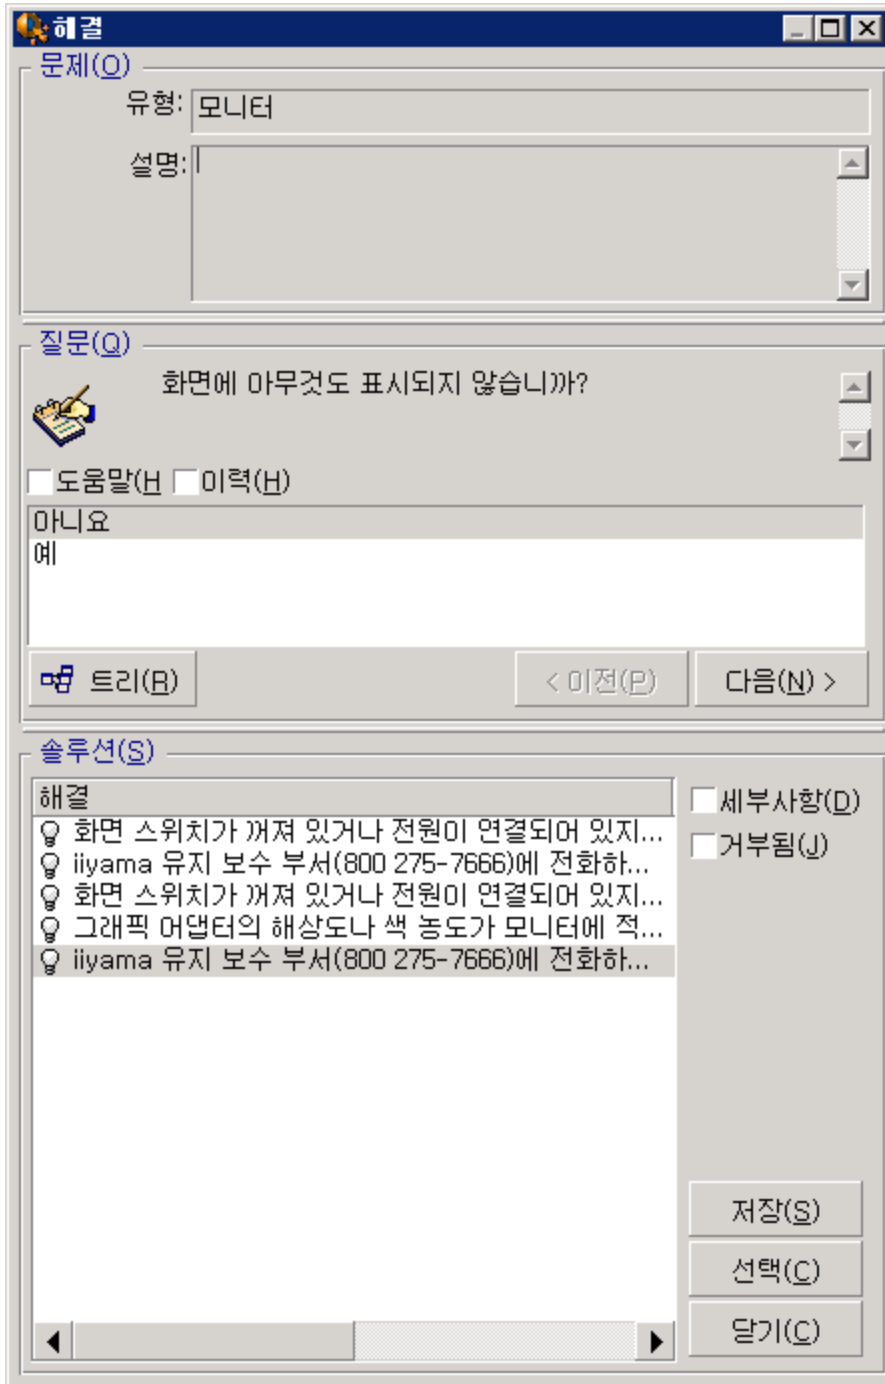 해결
문제(O)
유형: 모니터
설명:
질문(Q)
화면에 아무것도 표시되지 않습니까?
도움말(H 이력(H)
아니요
예
트리(R) < 이전(P) 다음(N) >
솔루션(S)
해결 세부사항(D)
화면 스위치가 꺼져 있거나 전원이 연결되어 있지...
거부됨(J)
iiyama 유지 보수 부서(800 275-7666)에 전화하...
화면 스위치가 꺼져 있거나 전원이 연결되어 있지...
그래픽 어댑터의 해상도나 색 농도가 모니터에 적...
iiyama 유지 보수 부서(800 275-7666)에 전화하...
저장(S)
선택(C)
닫기(C)